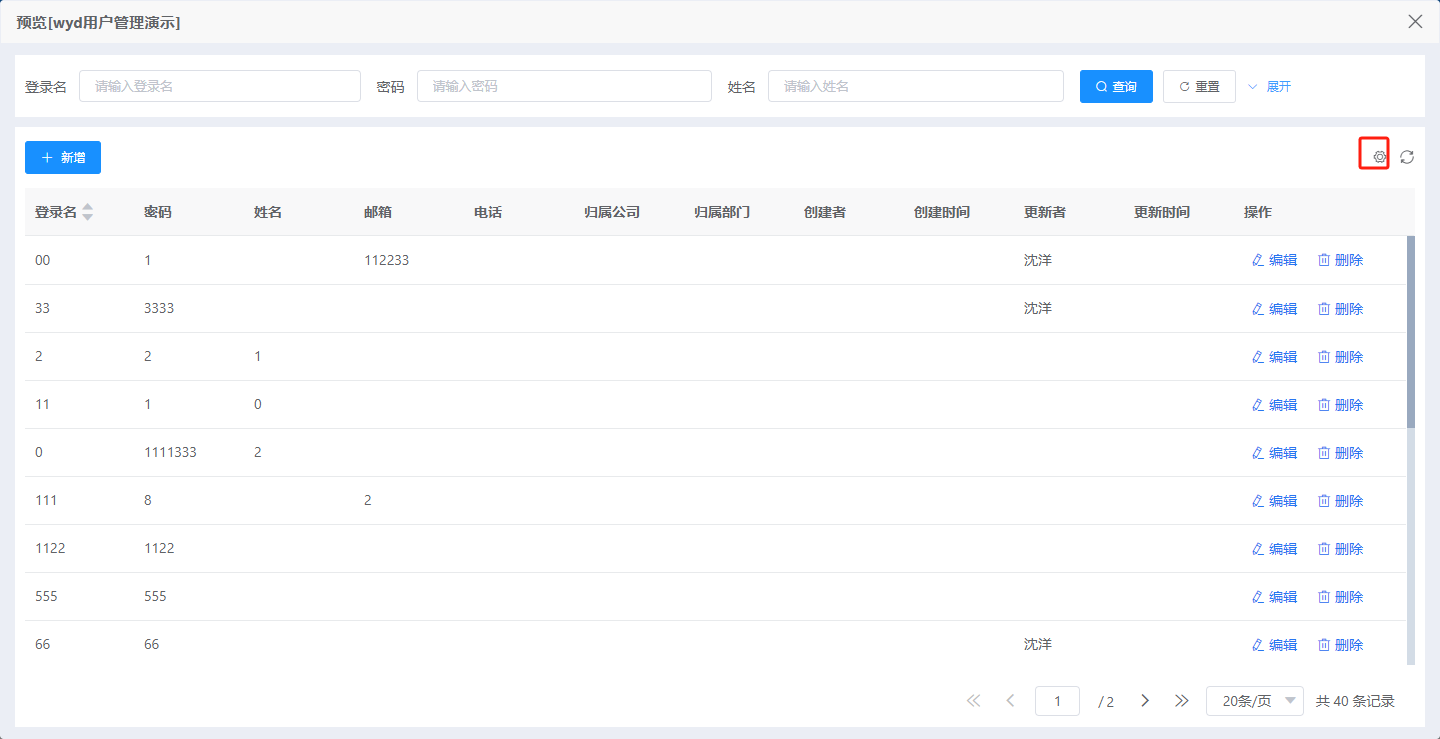 预览[wyd用户管理演示]
登录名 请输入登录名 密码 请输入密码 姓名 请输入姓名 查询 重置 展开
新增
登录名 密码 姓名 邮箱 电话 归属公司 归属部门 创建者 创建时间 更新者 更新时间 操作
00 1 112233 沈洋 编辑 删除
33 3333 沈洋 编辑 删除
2 2 1 编辑 删除
11 1 0 编辑 删除
0 1111333 2 编辑 删除
111 8 2 编辑 删除
1122 1122 编辑 删除
555 555 编辑 删除
66 66 沈洋 编辑 删除
1 / 2 20条/页 共 40 条记录